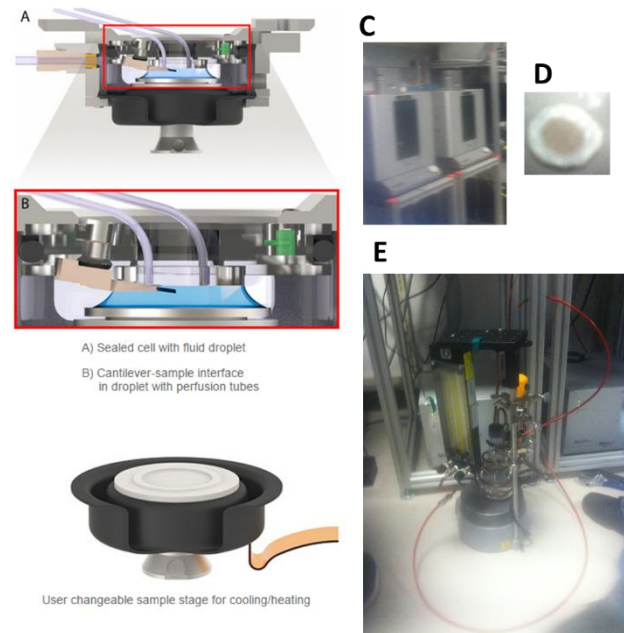 A
B
A) Sealed cell with fluid droplet
B) Cantilever-sample interface
in droplet with perfusion tubes
User changeable sample stage for cooling/heating
C
D
E